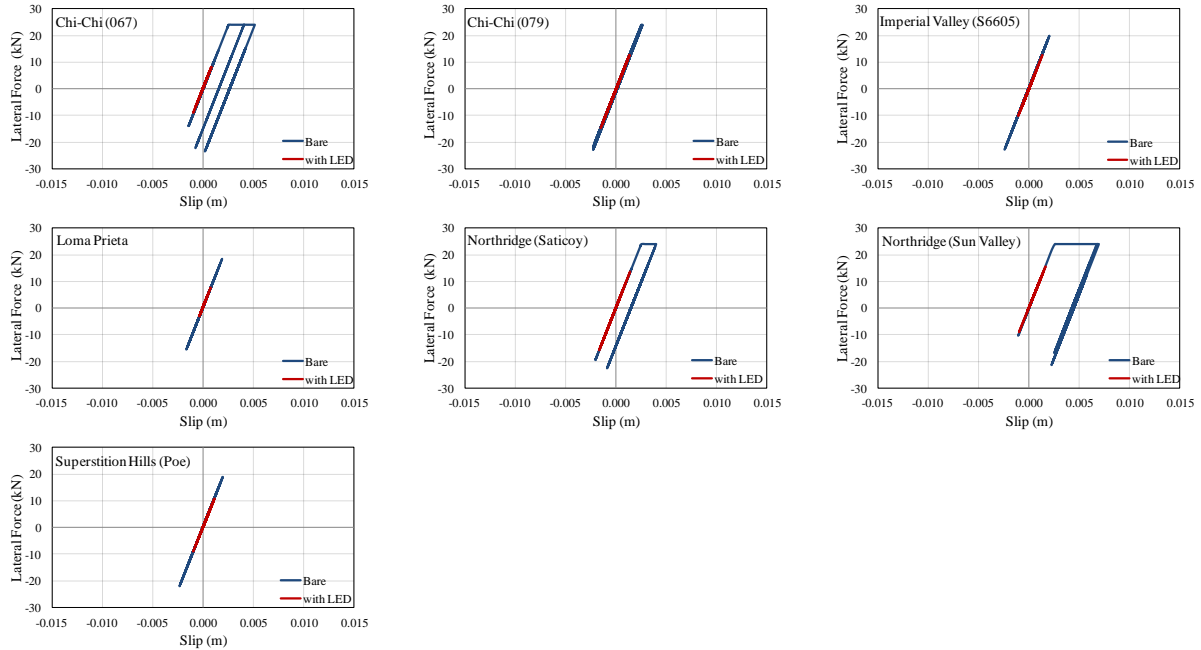 Chi-Chi (067)
Lateral Force (kN)
30
20
10
0
-10
-20
-30
Bare
with LED
-0.015 -0.010 -0.005 0.000 0.005 0.010 0.015
Slip (m)
Chi-Chi (079)
Lateral Force (kN)
30
20
10
0
-10
-20
-30
Bare
with LED
-0.015 -0.010 -0.005 0.000 0.005 0.010 0.015
Slip (m)
Imperial Valley (S6605)
Lateral Force (kN)
30
20
10
0
-10
-20
-30
Bare
with LED
-0.015 -0.010 -0.005 0.000 0.005 0.010 0.015
Slip (m)
Loma Prieta
Lateral Force (kN)
30
20
10
0
-10
-20
-30
Bare
with LED
-0.015 -0.010 -0.005 0.000 0.005 0.010 0.015
Slip (m)
Northridge (Saticoy)
Lateral Force (kN)
30
20
10
0
-10
-20
-30
Bare
with LED
-0.015 -0.010 -0.005 0.000 0.005 0.010 0.015
Slip (m)
Northridge (Sun Valley)
Lateral Force (kN)
30
20
10
0
-10
-20
-30
Bare
with LED
-0.015 -0.010 -0.005 0.000 0.005 0.010 0.015
Slip (m)
Superstition Hills (Poe)
Lateral Force (kN)
30
20
10
0
-10
-20
-30
Bare
with LED
-0.015 -0.010 -0.005 0.000 0.005 0.010 0.015
Slip (m)